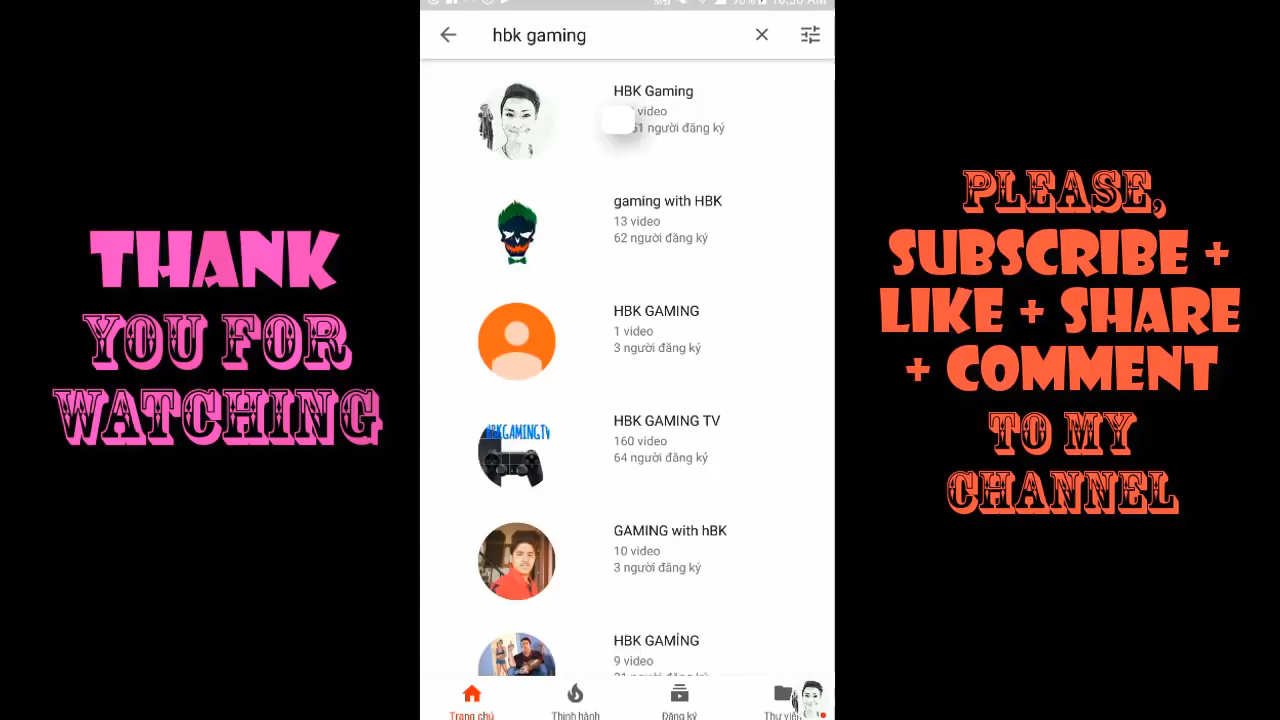 THANK
YOU FOR
WATCHING
hbk gaming
HBK Gaming
video
51 người đăng ký
gaming with HBK
13 video
62 người đăng ký
HBK GAMING
1 video
3 người đăng ký
HBKGAMINGTV
HBK GAMING TV
160 video
64 người đăng ký
GAMING with hBK
10 video
3 người đăng ký
HBK GAMİNG
9 video
Trang chủ
Thịnh hành
Đăng ký
PLEASE,
SUBSCRIBE +
LIKE + SHARE
+ COMMENT
TO MY
CHANNEL